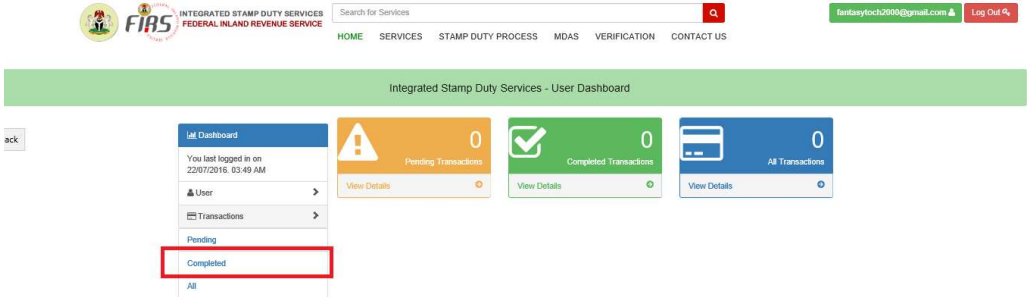 FIRS
INTEGRATED STAMP DUTY SERVICES
FEDERAL INLAND REVENUE SERVICE
Search for Services
fantasytoch2000@gmail.com
Log Out
HOME SERVICES STAMP DUTY PROCESS MDAS VERIFICATION CONTACT US
Integrated Stamp Duty Services - User Dashboard
ack
Dashboard
You last logged in on
22/07/2016. 03:49 AM
User
Transactions
Pending
Completed
All
0
Pending Transactions
View Details
0
Completed Transactions
View Details
0
All Transactions
View Details